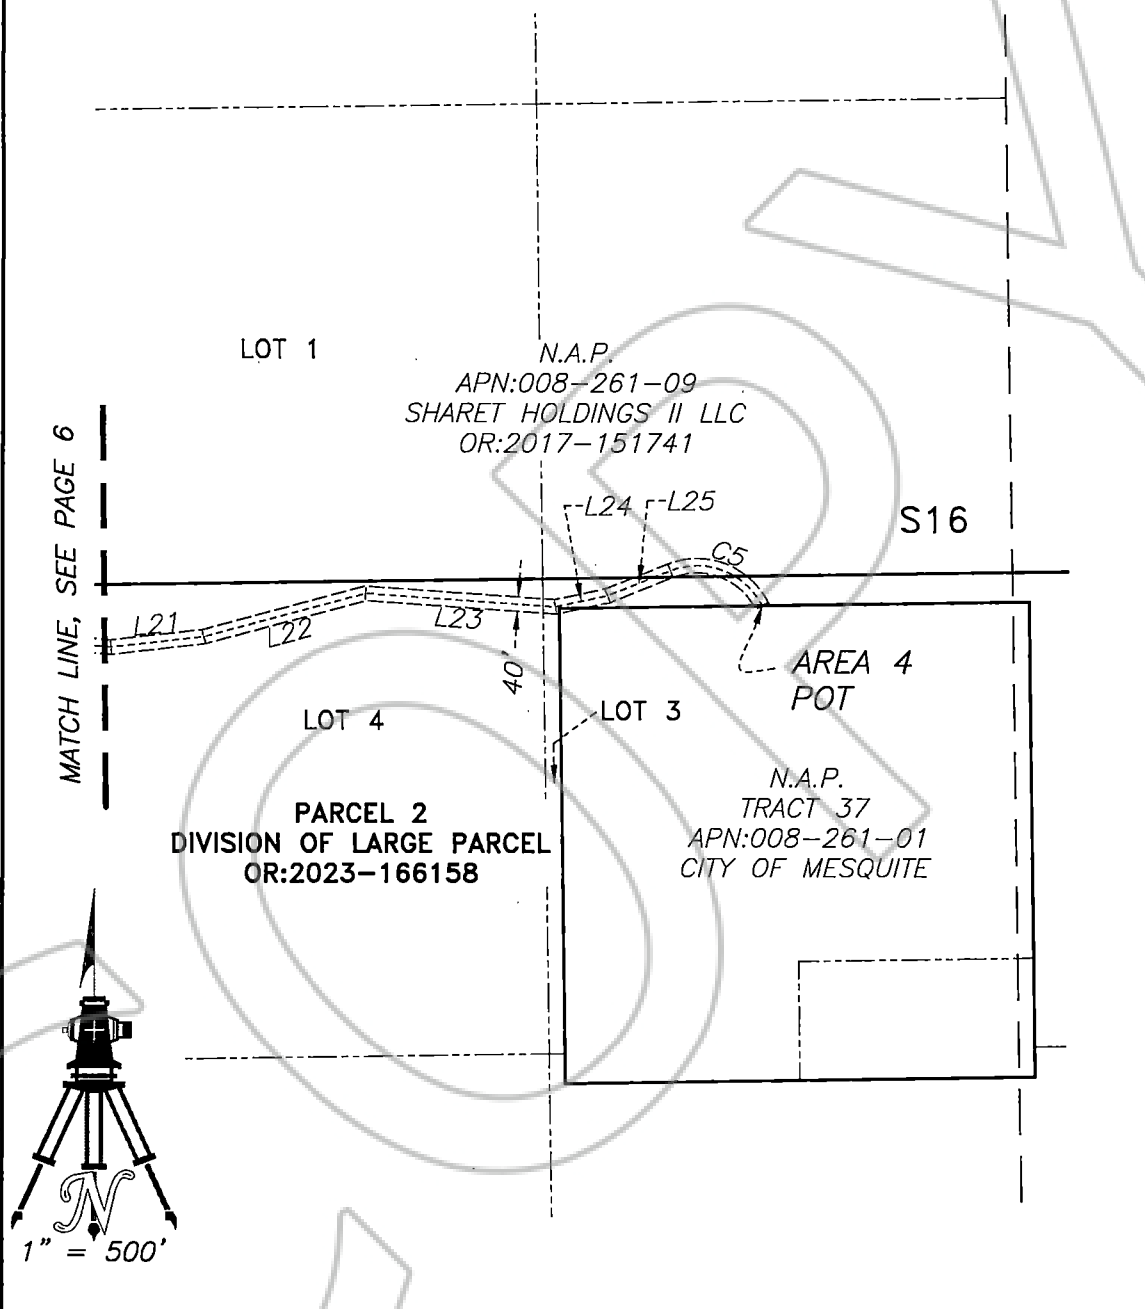 LOT 1
N.A.P.
APN:008-261-09
SHARET HOLDINGS II LLC
OR:2017-151741
MATCH LINE, SEE PAGE 6
L24
L25
S16
C5
L21
L22
L23
40'
AREA 4
POT
LOT 4
LOT 3
N.A.P.
TRACT 37
APN:008-261-01
CITY OF MESQUITE
PARCEL 2
DIVISION OF LARGE PARCEL
OR:2023-166158
N
1" = 500'
COPY